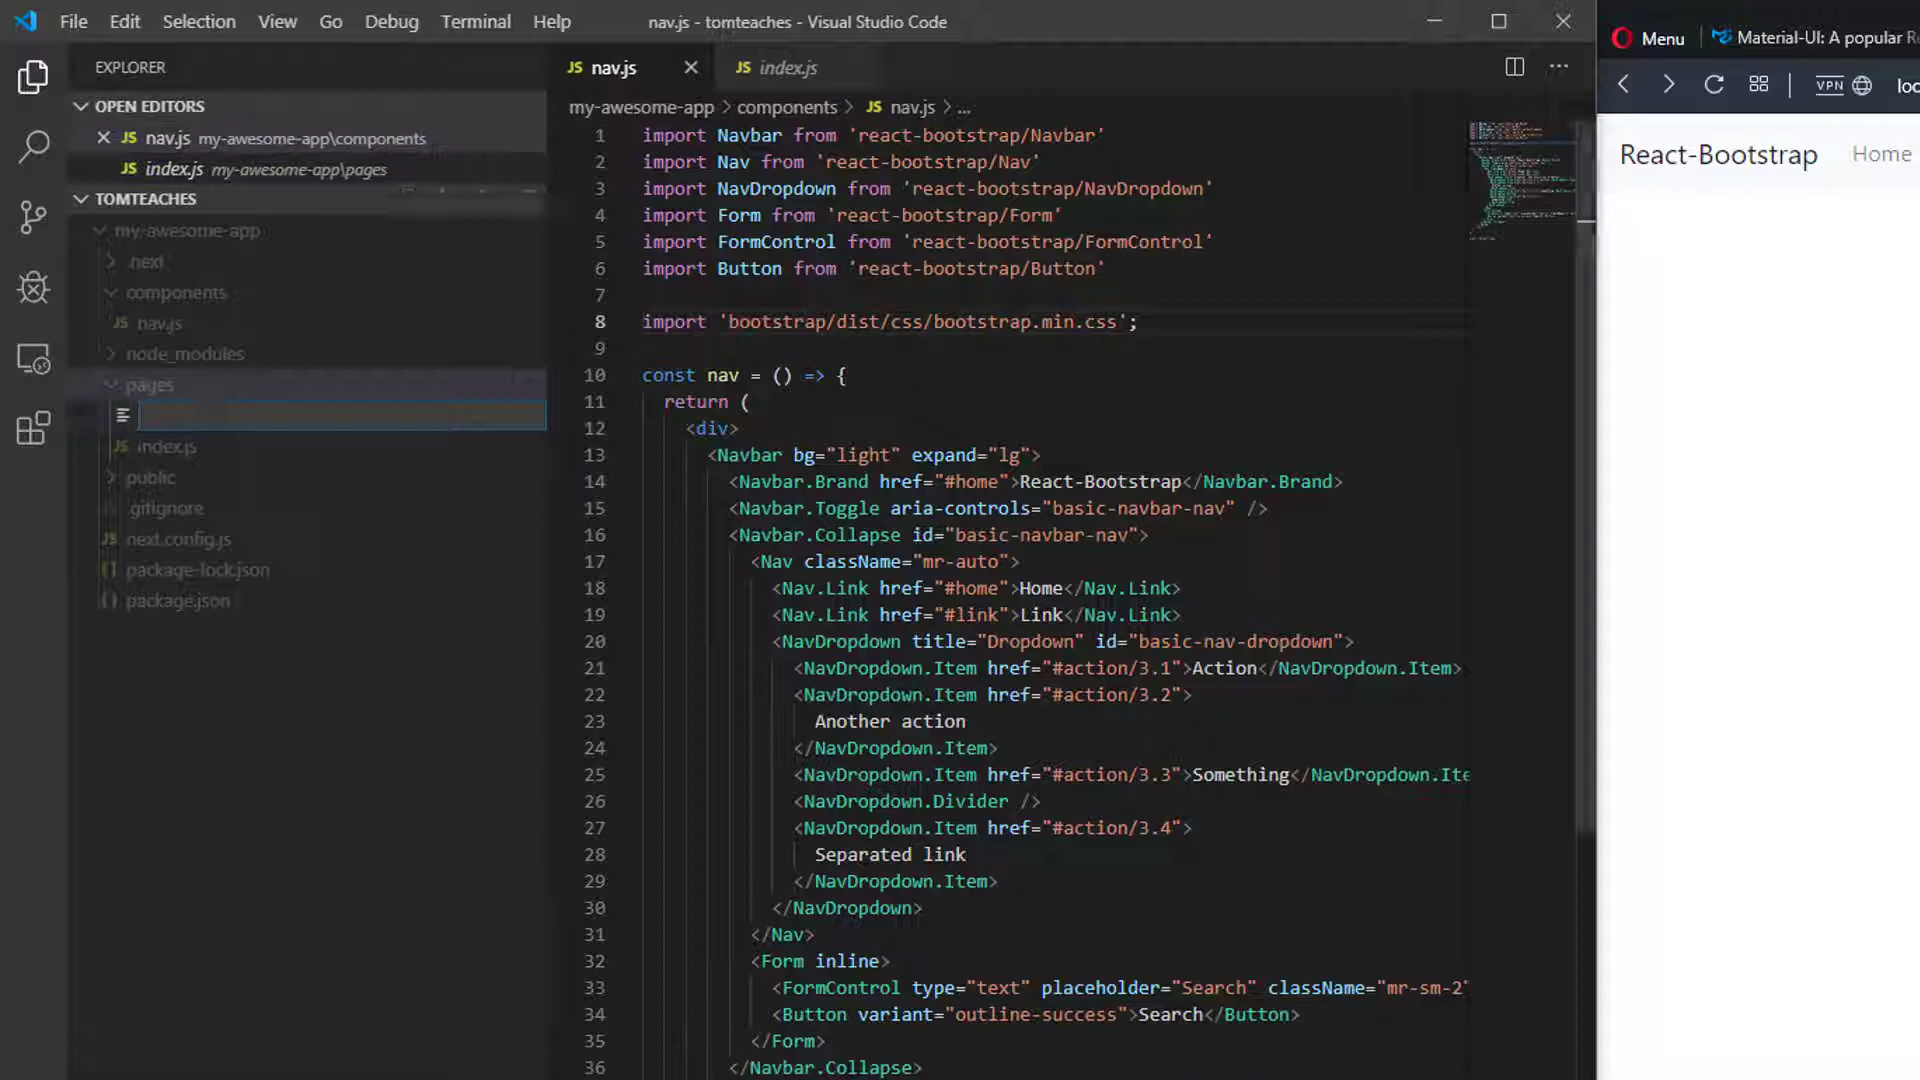 File Edit Selection View Go Debug Terminal Help
nav.js - tomteaches - Visual Studio Code
EXPLORER
OPEN EDITORS
JS nav.js my-awesome-app\components
JS index.js my-awesome-app\pages
TOMTEACHES
my-awesome-app
.next
components
JS nav.js
node_modules
pages
JS index.js
public
.gitignore
JS next.config.js
{} package-lock.json
{} package.json
JS nav.js
JS index.js
my-awesome-app > components > JS nav.js > ...
1 import Navbar from 'react-bootstrap/Navbar'
2 import Nav from 'react-bootstrap/Nav'
3 import NavDropdown from 'react-bootstrap/NavDropdown'
4 import Form from 'react-bootstrap/Form'
5 import FormControl from 'react-bootstrap/FormControl'
6 import Button from 'react-bootstrap/Button'
7
8 import 'bootstrap/dist/css/bootstrap.min.css';
9
10 const nav = () => {
11 return (
12 <div>
13 <Navbar bg="light" expand="lg">
14 <Navbar.Brand href="#home">React-Bootstrap</Navbar.Brand>
15 <Navbar.Toggle aria-controls="basic-navbar-nav" />
16 <Navbar.Collapse id="basic-navbar-nav">
17 <Nav className="mr-auto">
18 <Nav.Link href="#home">Home</Nav.Link>
19 <Nav.Link href="#link">Link</Nav.Link>
20 <NavDropdown title="Dropdown" id="basic-nav-dropdown">
21 <NavDropdown.Item href="#action/3.1">Action</NavDropdown.Item>
22 <NavDropdown.Item href="#action/3.2">
23 Another action
24 </NavDropdown.Item>
25 <NavDropdown.Item href="#action/3.3">Something</NavDropdown.Ite
26 <NavDropdown.Divider />
27 <NavDropdown.Item href="#action/3.4">
28 Separated link
29 </NavDropdown.Item>
30 </NavDropdown>
31 </Nav>
32 <Form inline>
33 <FormControl type="text" placeholder="Search" className="mr-sm-2"
34 <Button variant="outline-success">Search</Button>
35 </Form>
36 </Navbar.Collapse>
Menu
Material-UI: A popular Re
VPN
loc
React-Bootstrap Home